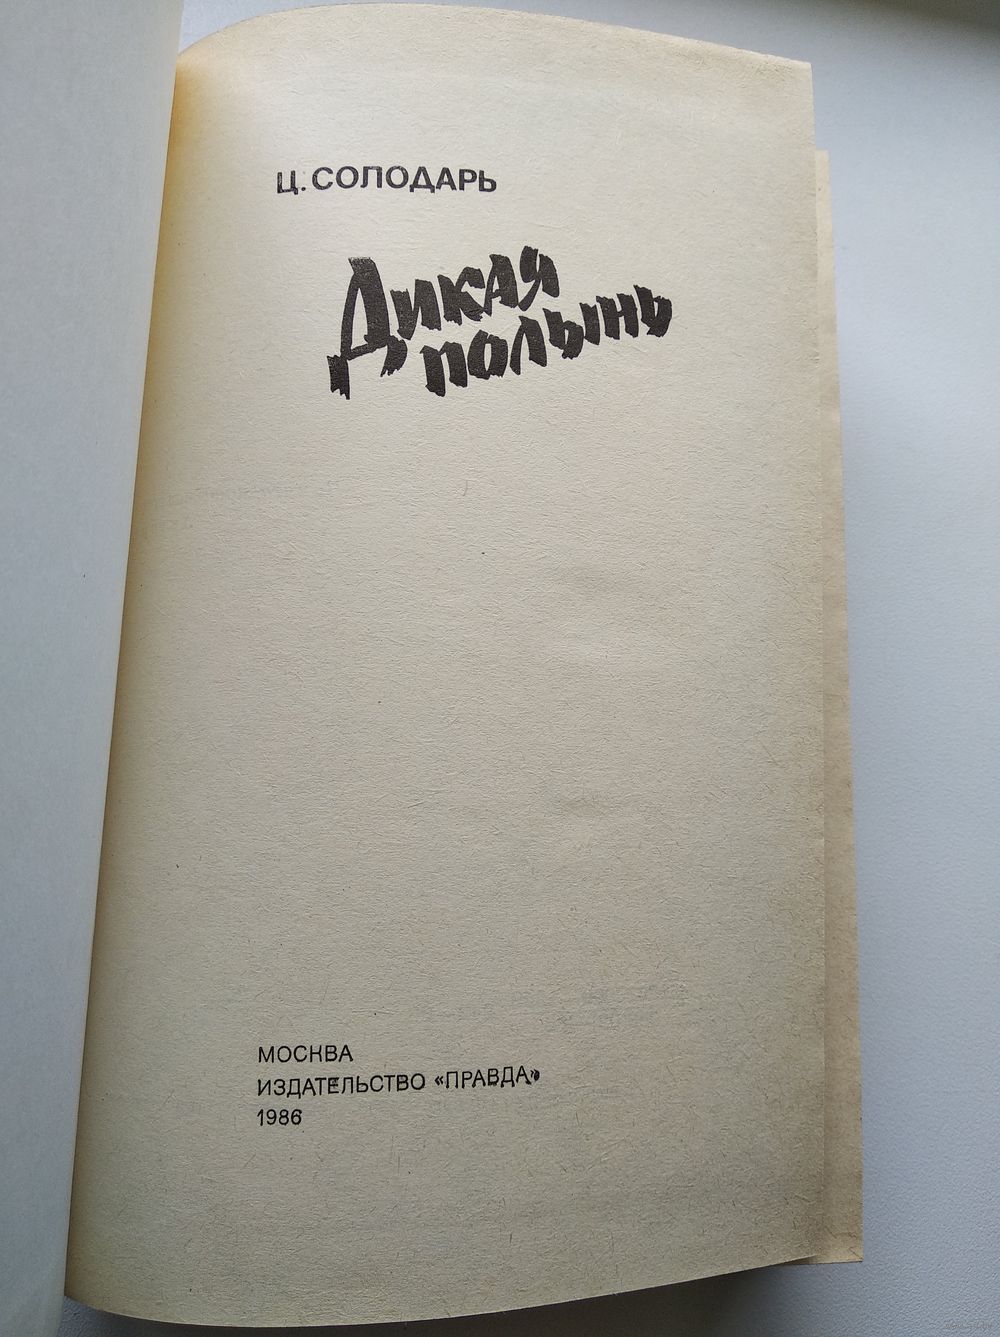 Ц. СОЛОДАРЬ
Дикая
полынь
МОСКВА
ИЗДАТЕЛЬСТВО «ПРАВДА»
1986